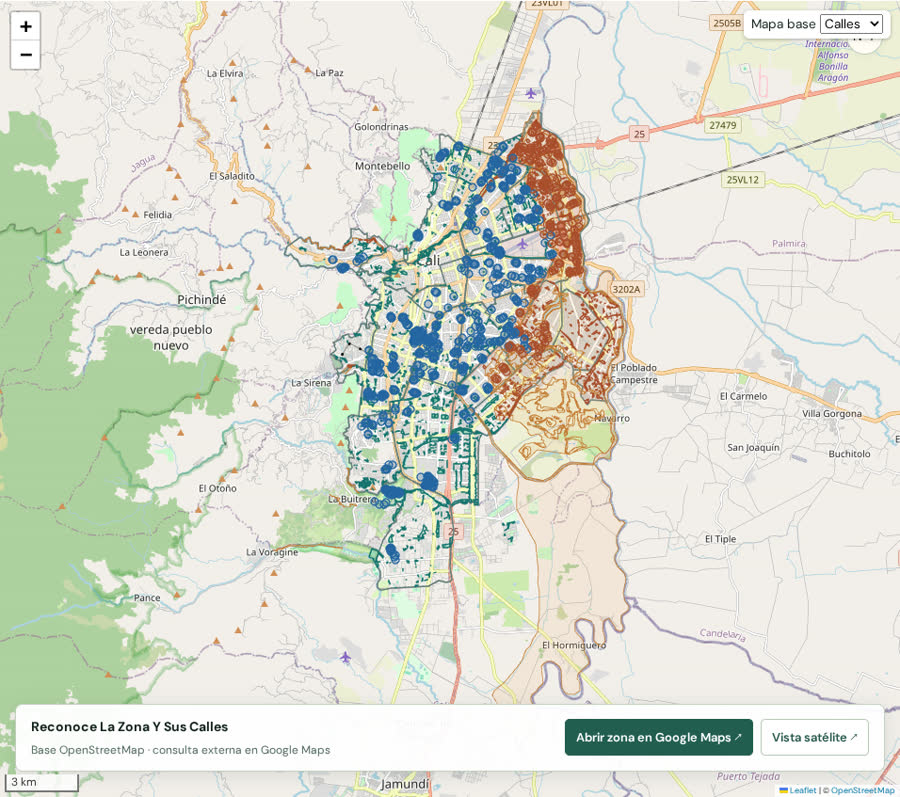 23VL01
+
−
2505B
Mapa base Calles
Internacional
Alfonso
Bonilla
Aragón
La Elvira
La Paz
Golondrinas
25
27479
Jagua
Montebello
El Saladito
25VL12
Felidia
La Leonera
Palmira
Pichindé
3202A
vereda pueblo
nuevo
La Sirena
El Poblado
Campestre
El Carmelo
Villa Gorgona
Navarro
San Joaquin
Buchitolo
El Otoño
La Buitrera
25
El Tiple
La Voragine
Pance
Candelaria
El Hormiguero
Reconoce La Zona Y Sus Calles
Base OpenStreetMap · consulta externa en Google Maps
Abrir zona en Google Maps ↗
Vista satélite ↗
3 km
Jamundí
Puerto Tejada
Leaflet | © OpenStreetMap